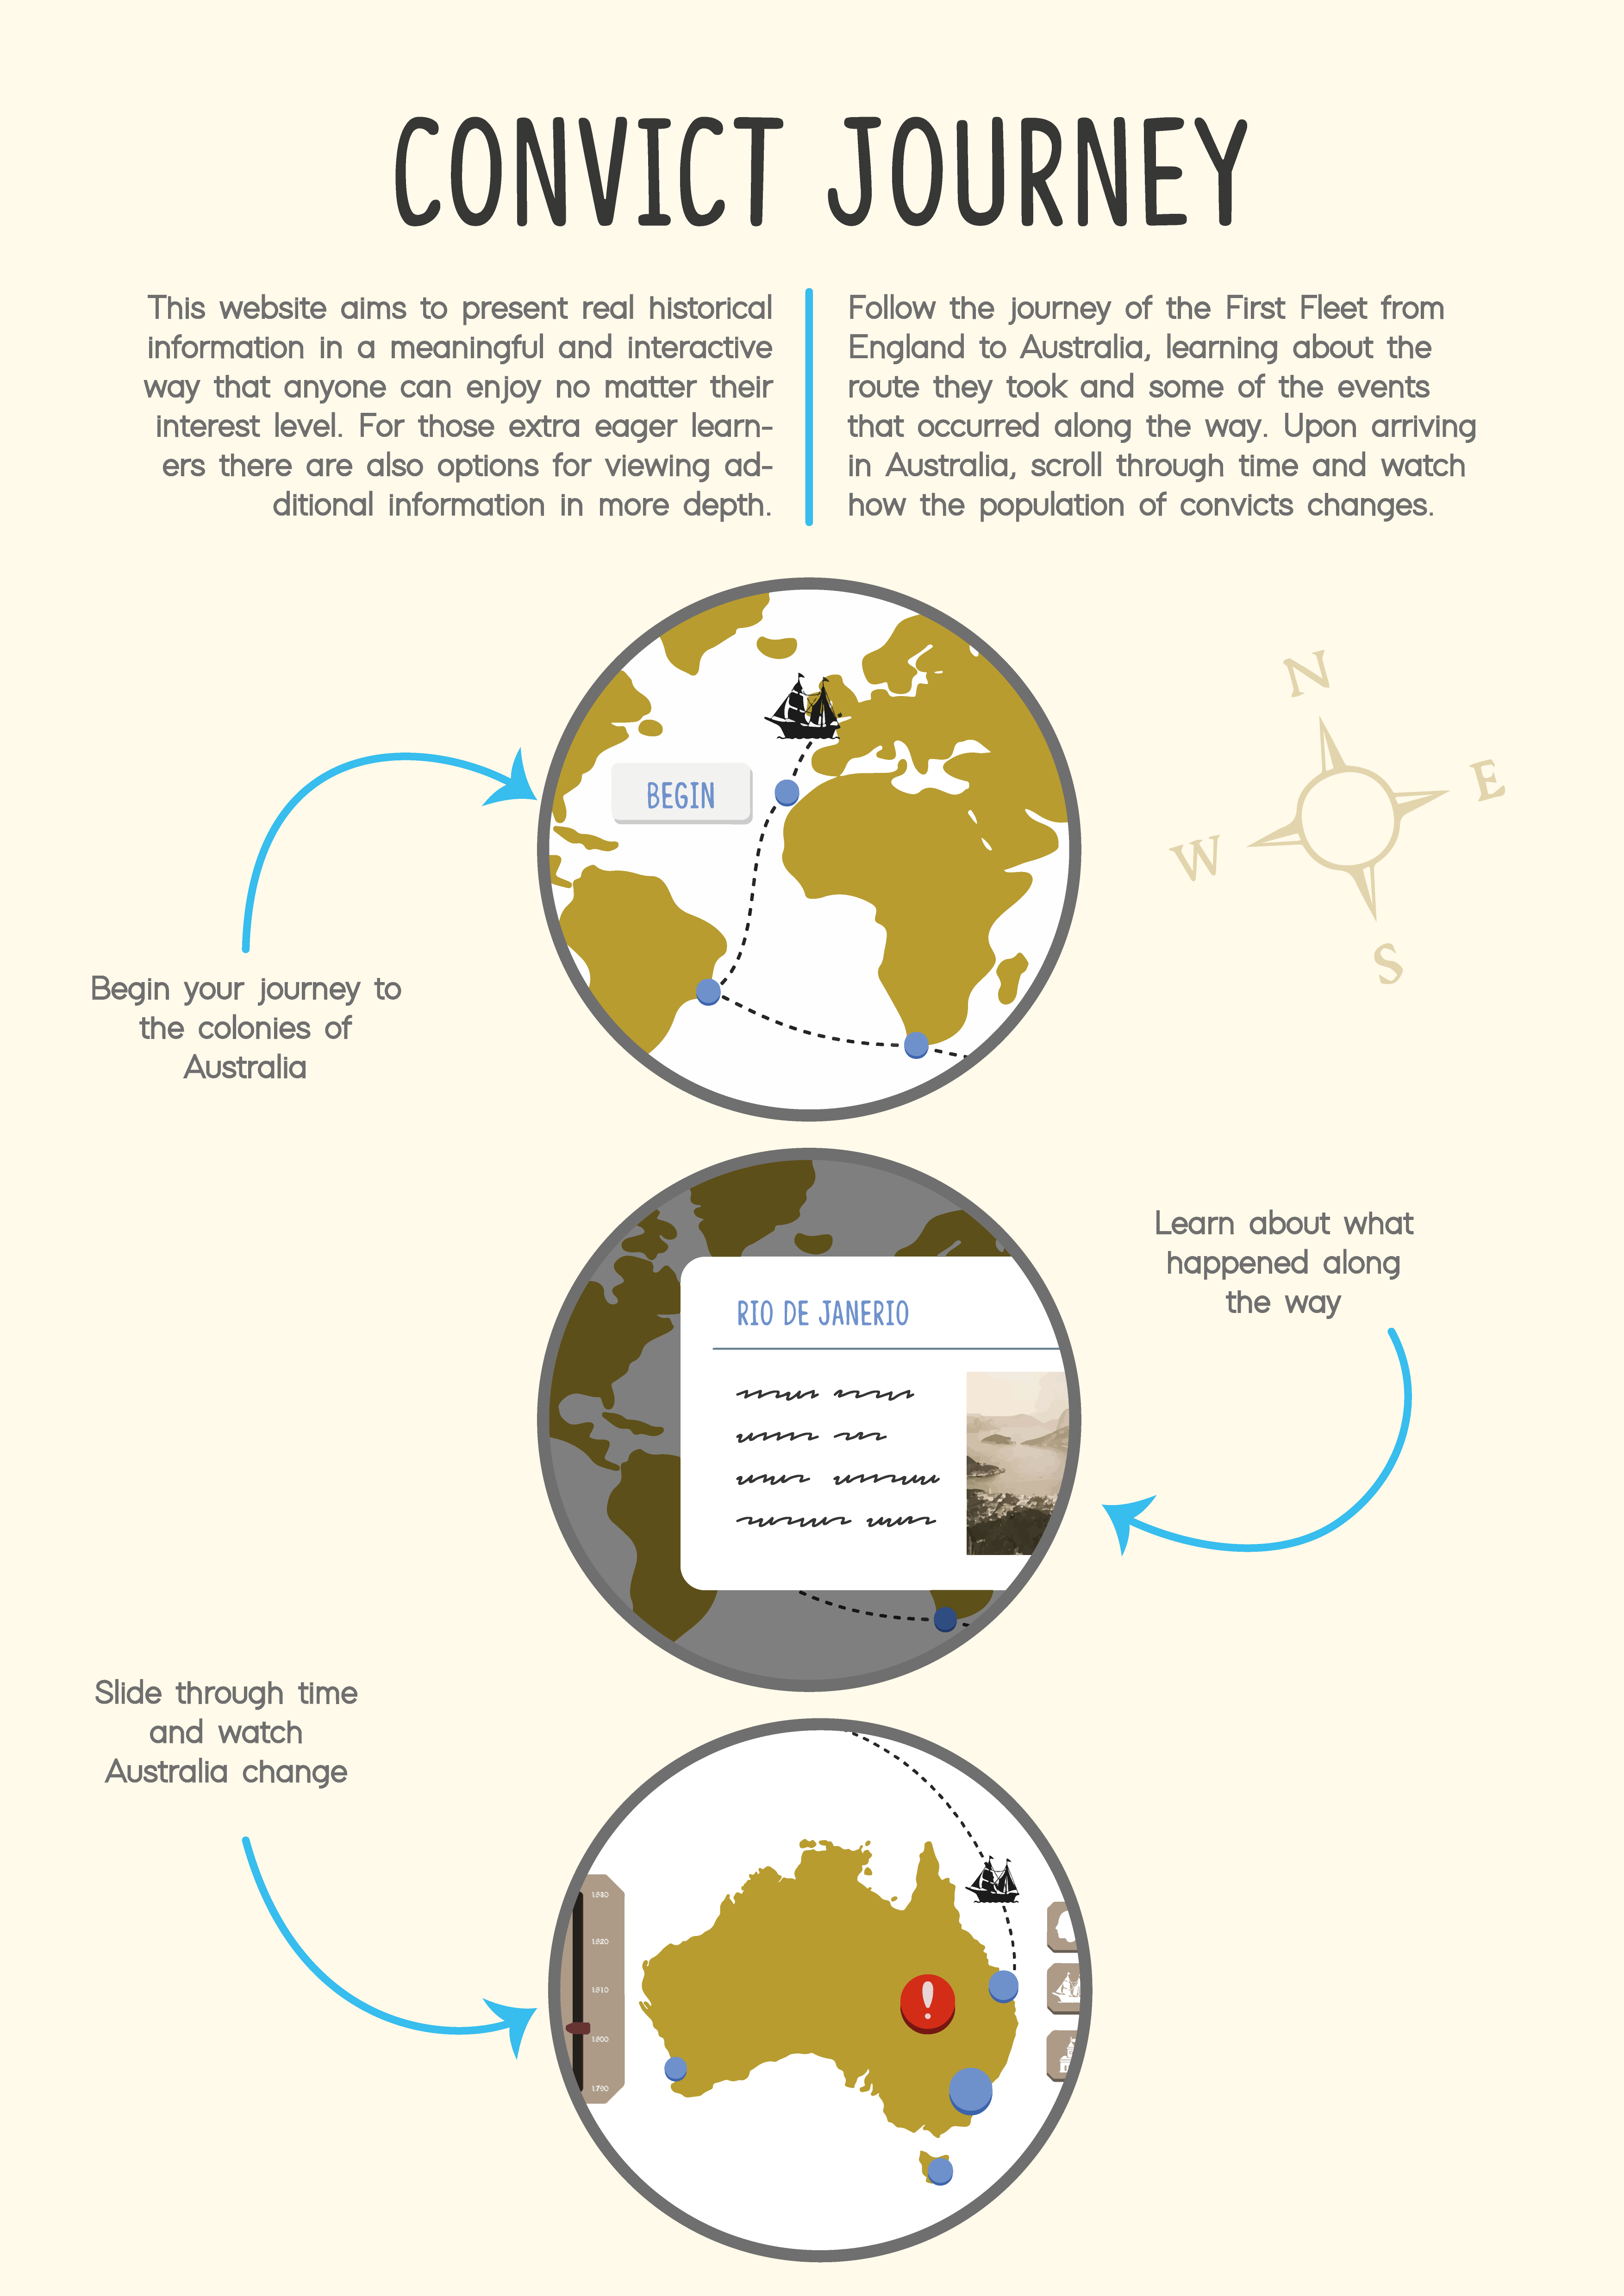 CONVICT JOURNEY
This website aims to present real historical
information in a meaningful and interactive
way that anyone can enjoy no matter their
interest level. For those extra eager learn-
ers there are also options for viewing ad-
ditional information in more depth.
Follow the journey of the First Fleet from
England to Australia, learning about the
route they took and some of the events
that occurred along the way. Upon arriving
in Australia, scroll through time and watch
how the population of convicts changes.
N
E
W
S
BEGIN
Begin your journey to
the colonies of
Australia
Learn about what
happened along
the way
RIO DE JANERIO
Slide through time
and watch
Australia change
1830
1820
1810
1800
1790
!